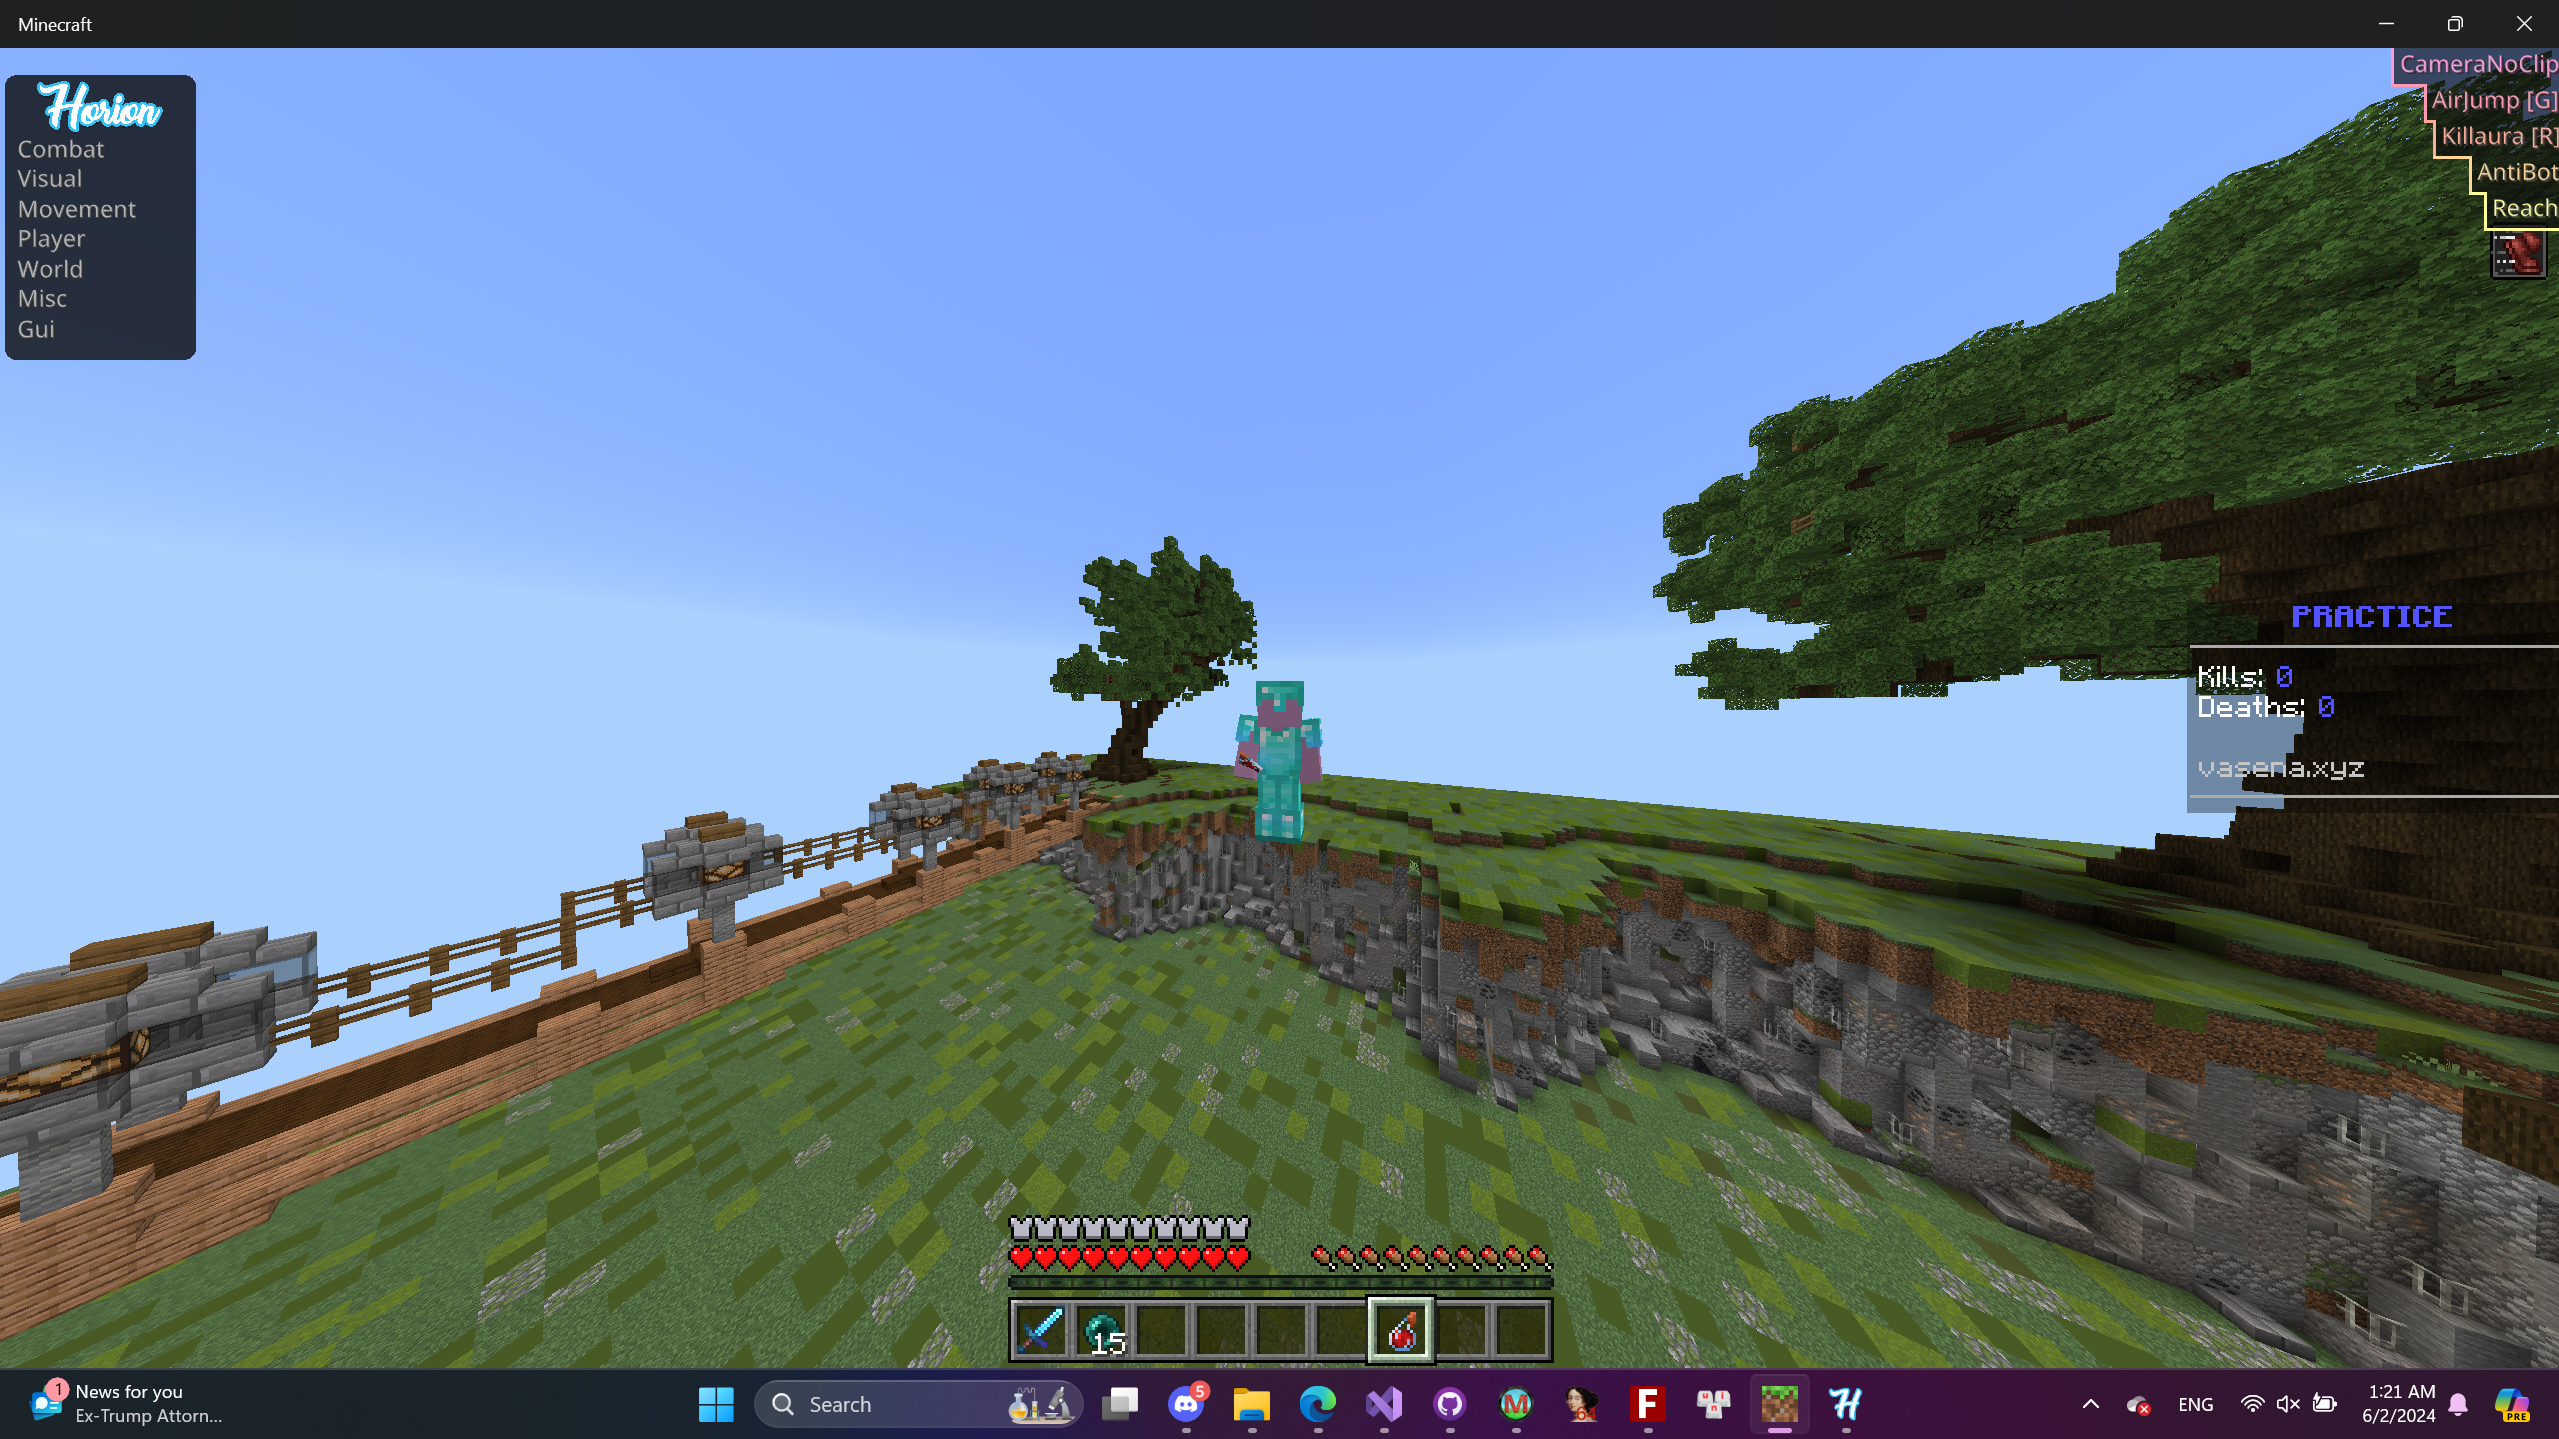 Minecraft
Horion
Combat
Visual
Movement
Player
World
Misc
Gui
CameraNoClip
AirJump [G]
Killaura [R]
AntiBot
Reach
PRACTICE
Kills: 0
Deaths: 0
vasena.xyz
15
1
News for you
Ex-Trump Attorn...
Search
5
M
64
F
u i
n
H
ENG
1:21 AM
6/2/2024
PRE